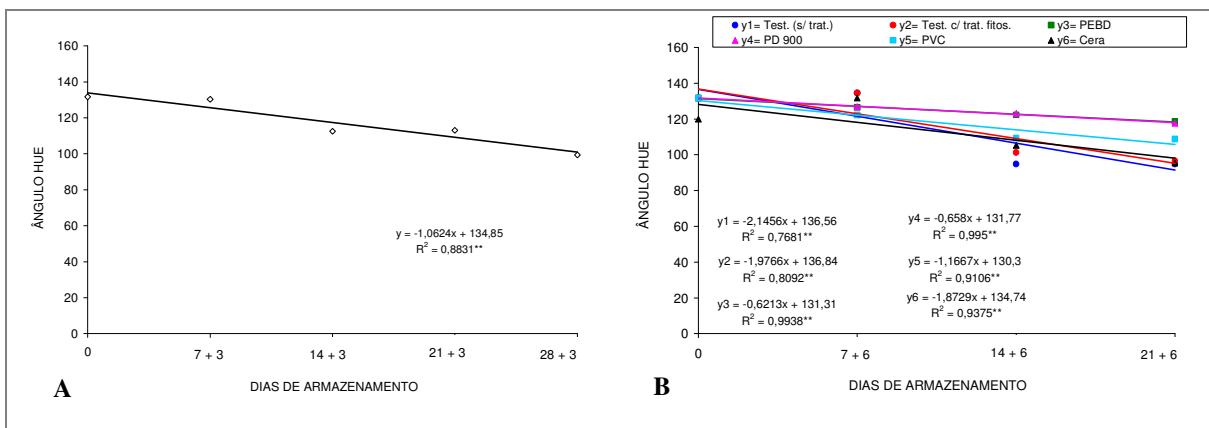 160
140
120
100
80
60
40
20
0
ÂNGULO HUE
y = -1,0624x + 134,85
R² = 0,8831**
0 7 + 3 14 + 3 21 + 3 28 + 3
DIAS DE ARMAZENAMENTO
A
y1= Test. (s/ trat.) y2= Test. c/ trat. fitos. y3= PEBD
y4= PD 900 y5= PVC y6= Cera
160
140
120
100
80
60
40
20
0
ÂNGULO HUE
y1 = -2,1456x + 136,56
R² = 0,7681**
y2 = -1,9766x + 136,84
R² = 0,8092**
y3 = -0,6213x + 131,31
R² = 0,9938**
y4= -0,658x + 131,77
R² = 0,995**
y5= -1,1667x + 130,3
R² = 0,9106**
y6= -1,8729x + 134,74
R² = 0,9375**
0 7 + 6 14 + 6 21 + 6
DIAS DE ARMAZENAMENTO
B